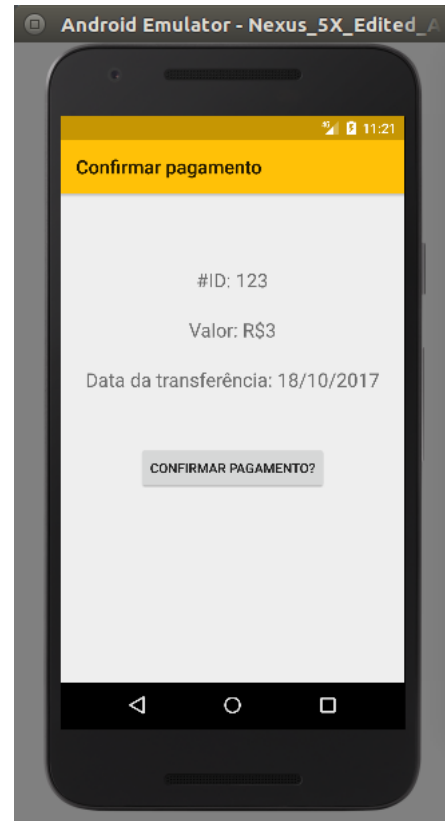 Android Emulator - Nexus_5X_Edited_A
11:21
Confirmar pagamento
#ID: 123
Valor: R$3
Data da transferência: 18/10/2017
CONFIRMAR PAGAMENTO?